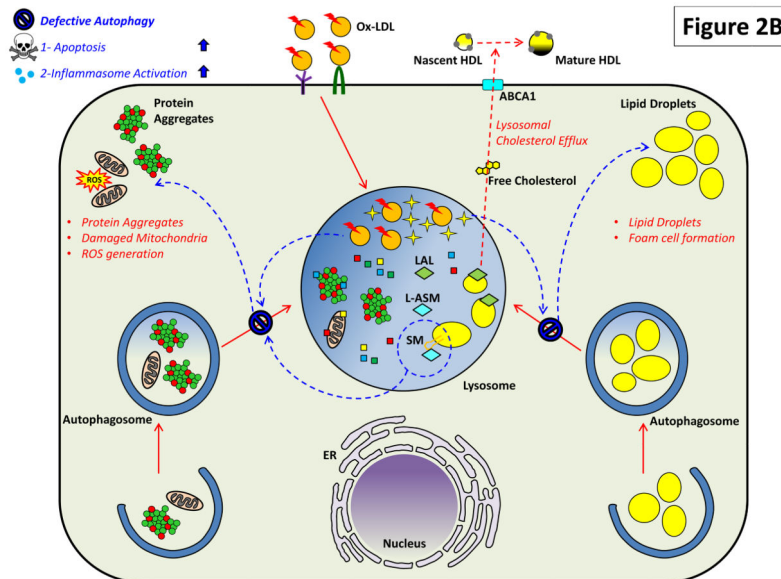 Figure 2B
Defective Autophagy
1- Apoptosis
2-Inflammasome Activation
Ox-LDL
Nascent HDL
Mature HDL
ABCA1
Protein
Aggregates
Lipid Droplets
Lysosomal
Cholesterol Efflux
Free Cholesterol
ROS
• Protein Aggregates
• Damaged Mitochondria
• ROS generation
• Lipid Droplets
• Foam cell formation
LAL
L-ASM
SM
Lysosome
Autophagosome
Autophagosome
ER
Nucleus